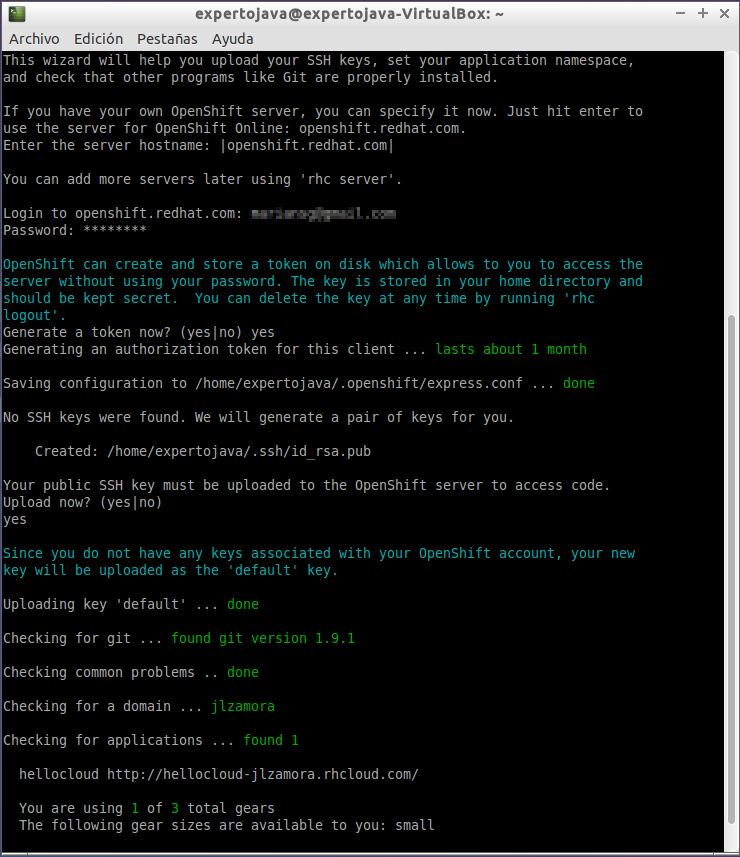 expertojava@expertojava-VirtualBox: ~
Archivo Edición Pestañas Ayuda
This wizard will help you upload your SSH keys, set your application namespace,
and check that other programs like Git are properly installed.
If you have your own OpenShift server, you can specify it now. Just hit enter to
use the server for OpenShift Online: openshift.redhat.com.
Enter the server hostname: |openshift.redhat.com|
You can add more servers later using 'rhc server'.
Login to openshift.redhat.com:
Password: ********
OpenShift can create and store a token on disk which allows to you to access the
server without using your password. The key is stored in your home directory and
should be kept secret.  You can delete the key at any time by running 'rhc
logout'.
Generate a token now? (yes|no) yes
Generating an authorization token for this client ... lasts about 1 month
Saving configuration to /home/expertojava/.openshift/express.conf ... done
No SSH keys were found. We will generate a pair of keys for you.
Created: /home/expertojava/.ssh/id_rsa.pub
Your public SSH key must be uploaded to the OpenShift server to access code.
Upload now? (yes|no)
yes
Since you do not have any keys associated with your OpenShift account, your new
key will be uploaded as the 'default' key.
Uploading key 'default' ... done
Checking for git ... found git version 1.9.1
Checking common problems .. done
Checking for a domain ... jlzamora
Checking for applications ... found 1
hellocloud http://hellocloud-jlzamora.rhcloud.com/
You are using 1 of 3 total gears
The following gear sizes are available to you: small